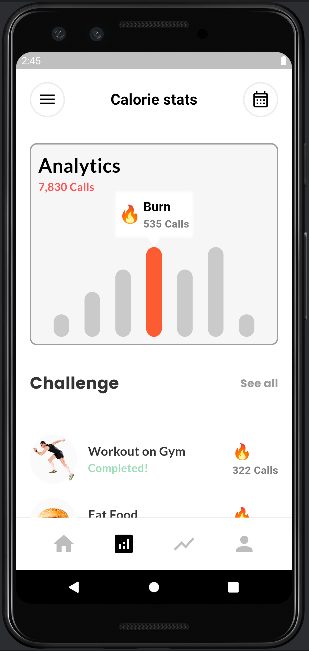 2:45
Calorie stats
Analytics
7,830 Calls
Burn
535 Calls
Challenge
See all
Workout on Gym
Completed!
322 Calls
Eat Food